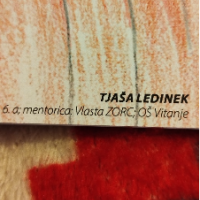 TJAŠA LEDINEK
6. a; mentorica: Vlasta ZORC; OŠ Vitanje